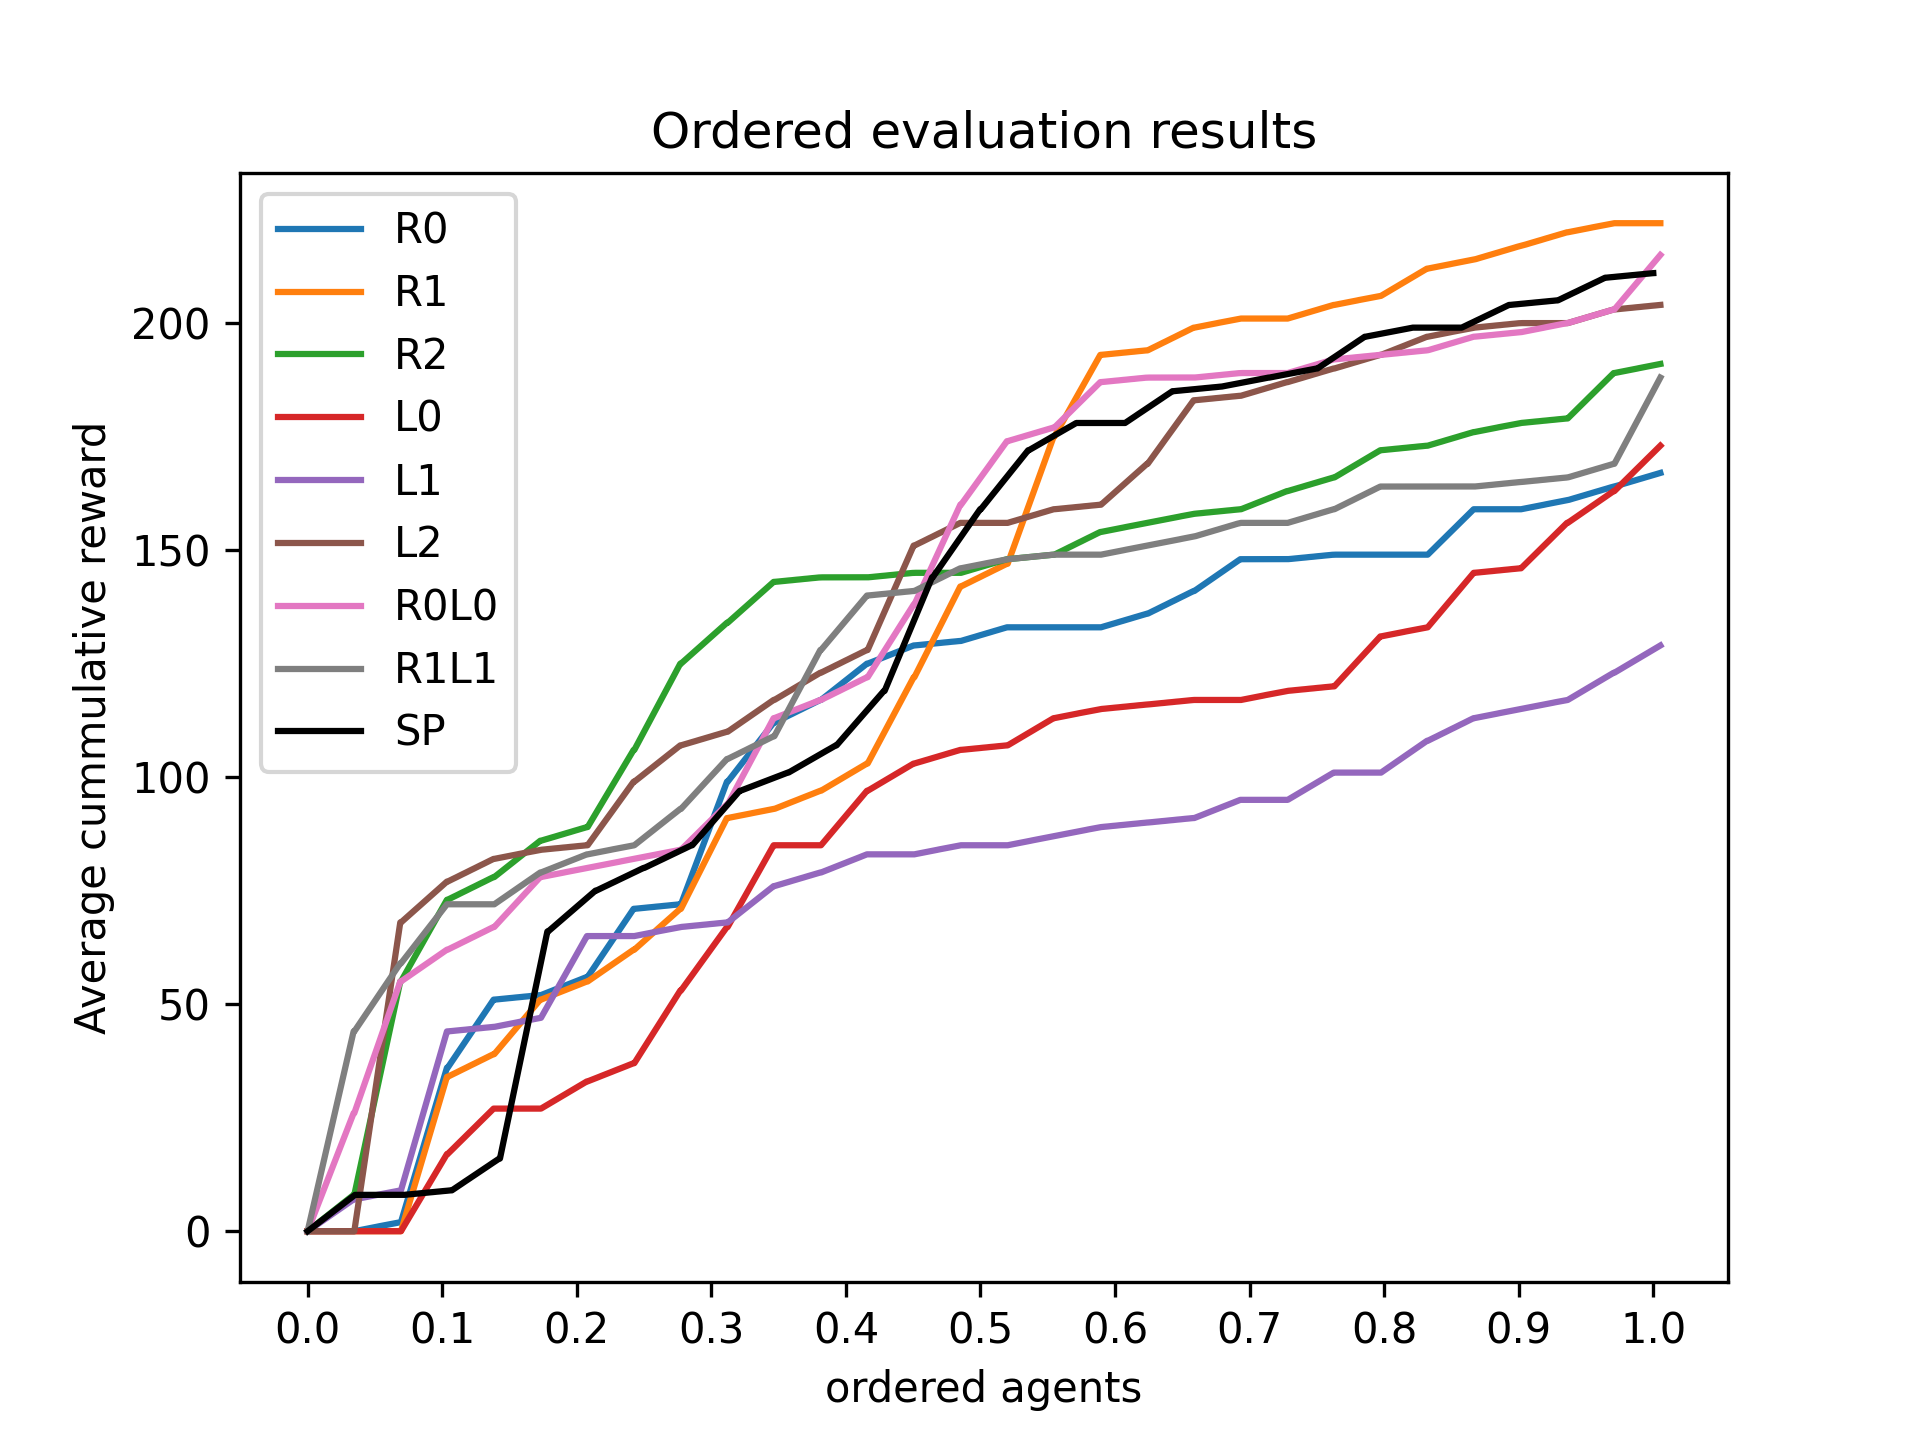 Ordered evaluation results
R0
R1
R2
L0
L1
L2
R0L0
R1L1
SP
Average cummulative reward
200
150
100
50
0
0.0 0.1 0.2 0.3 0.4 0.5 0.6 0.7 0.8 0.9 1.0
ordered agents